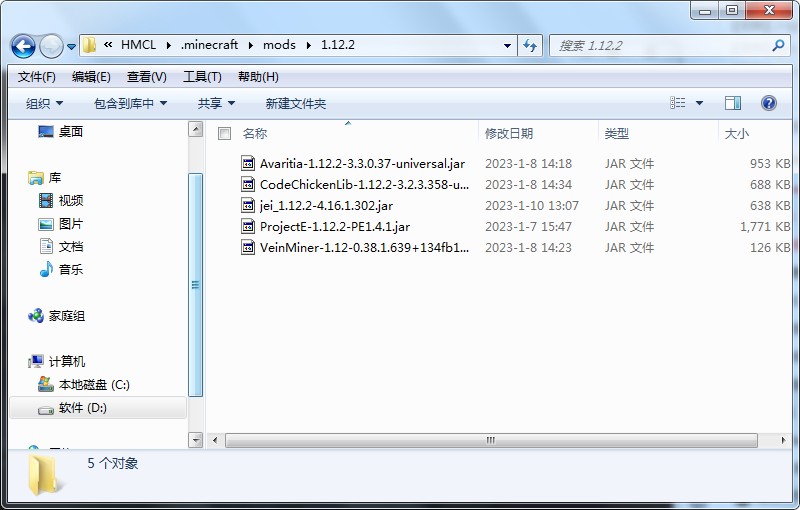 « HMCL ▸ .minecraft ▸ mods ▸ 1.12.2
搜索 1.12.2
文件(F) 编辑(E) 查看(V) 工具(T) 帮助(H)
组织 包含到库中 共享 新建文件夹
名称 修改日期 类型 大小
Avaritia-1.12.2-3.3.0.37-universal.jar 2023-1-8 14:18 JAR 文件 953 KB
CodeChickenLib-1.12.2-3.2.3.358-u... 2023-1-8 14:34 JAR 文件 688 KB
jei_1.12.2-4.16.1.302.jar 2023-1-10 13:07 JAR 文件 638 KB
ProjectE-1.12.2-PE1.4.1.jar 2023-1-7 15:47 JAR 文件 1,771 KB
VeinMiner-1.12-0.38.1.639+134fb1... 2023-1-8 14:23 JAR 文件 126 KB
桌面
库
视频
图片
文档
音乐
家庭组
计算机
本地磁盘 (C:)
软件 (D:)
5 个对象